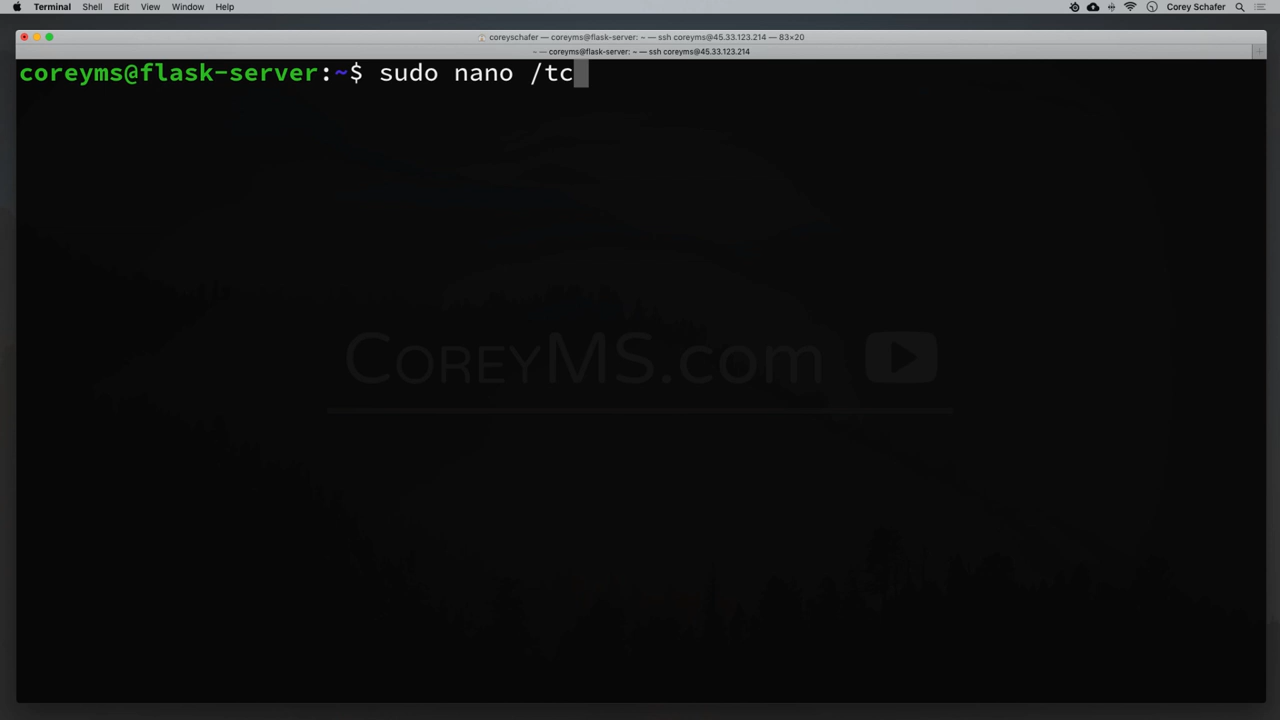 Terminal Shell Edit View Window Help Corey Schafer
coreyschafer — coreyms@flask-server: ~ — ssh coreyms@45.33.123.214 — 83×20
~ — coreyms@flask-server: ~ — ssh coreyms@45.33.123.214
coreyms@flask-server:~$ sudo nano /tc
CoreyMS.com